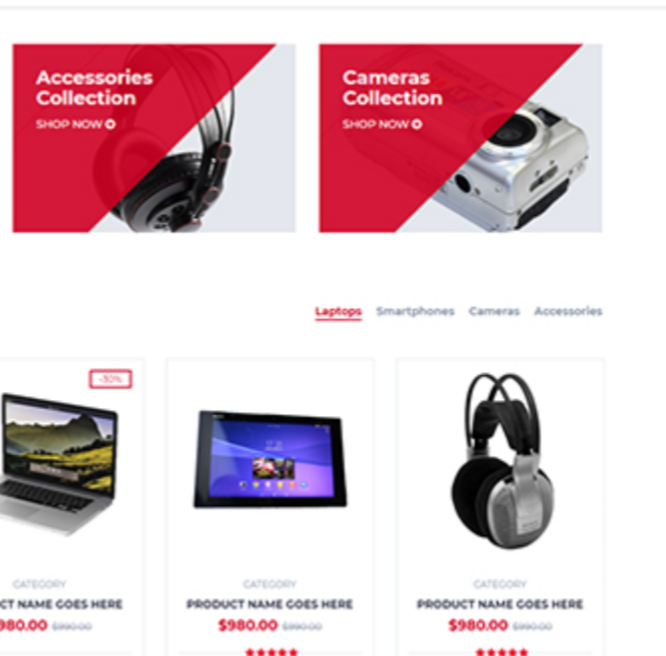 Accessories
Collection
SHOP NOW
Cameras
Collection
SHOP NOW
Laptops Smartphones Cameras Accessories
-30%
CATEGORY
CT NAME GOES HERE
980.00 $990.00
CATEGORY
PRODUCT NAME GOES HERE
$980.00 $990.00
CATEGORY
PRODUCT NAME GOES HERE
$980.00 $990.00